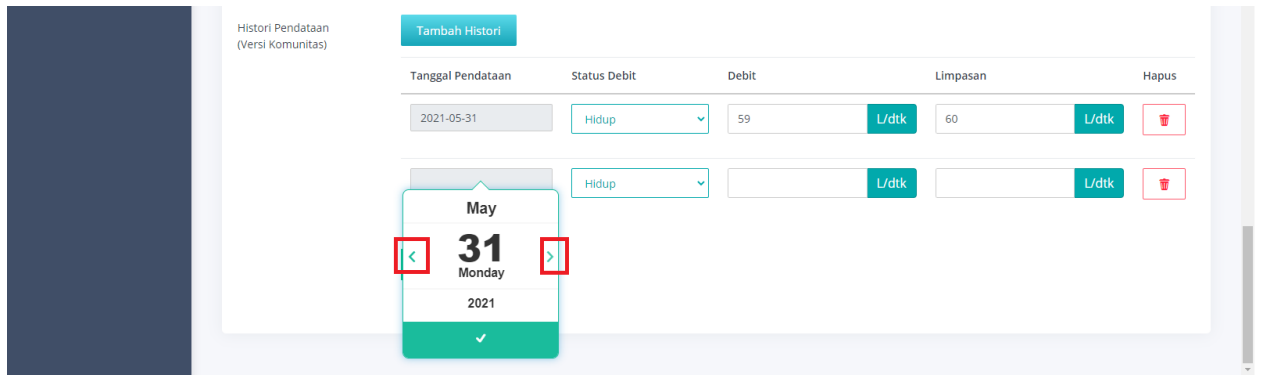 Histori Pendataan
(Versi Komunitas)
Tambah Histori
Tanggal Pendataan Status Debit Debit Limpasan Hapus
2021-05-31 Hidup 59 L/dtk 60 L/dtk
Hidup L/dtk L/dtk
May
31
Monday
2021